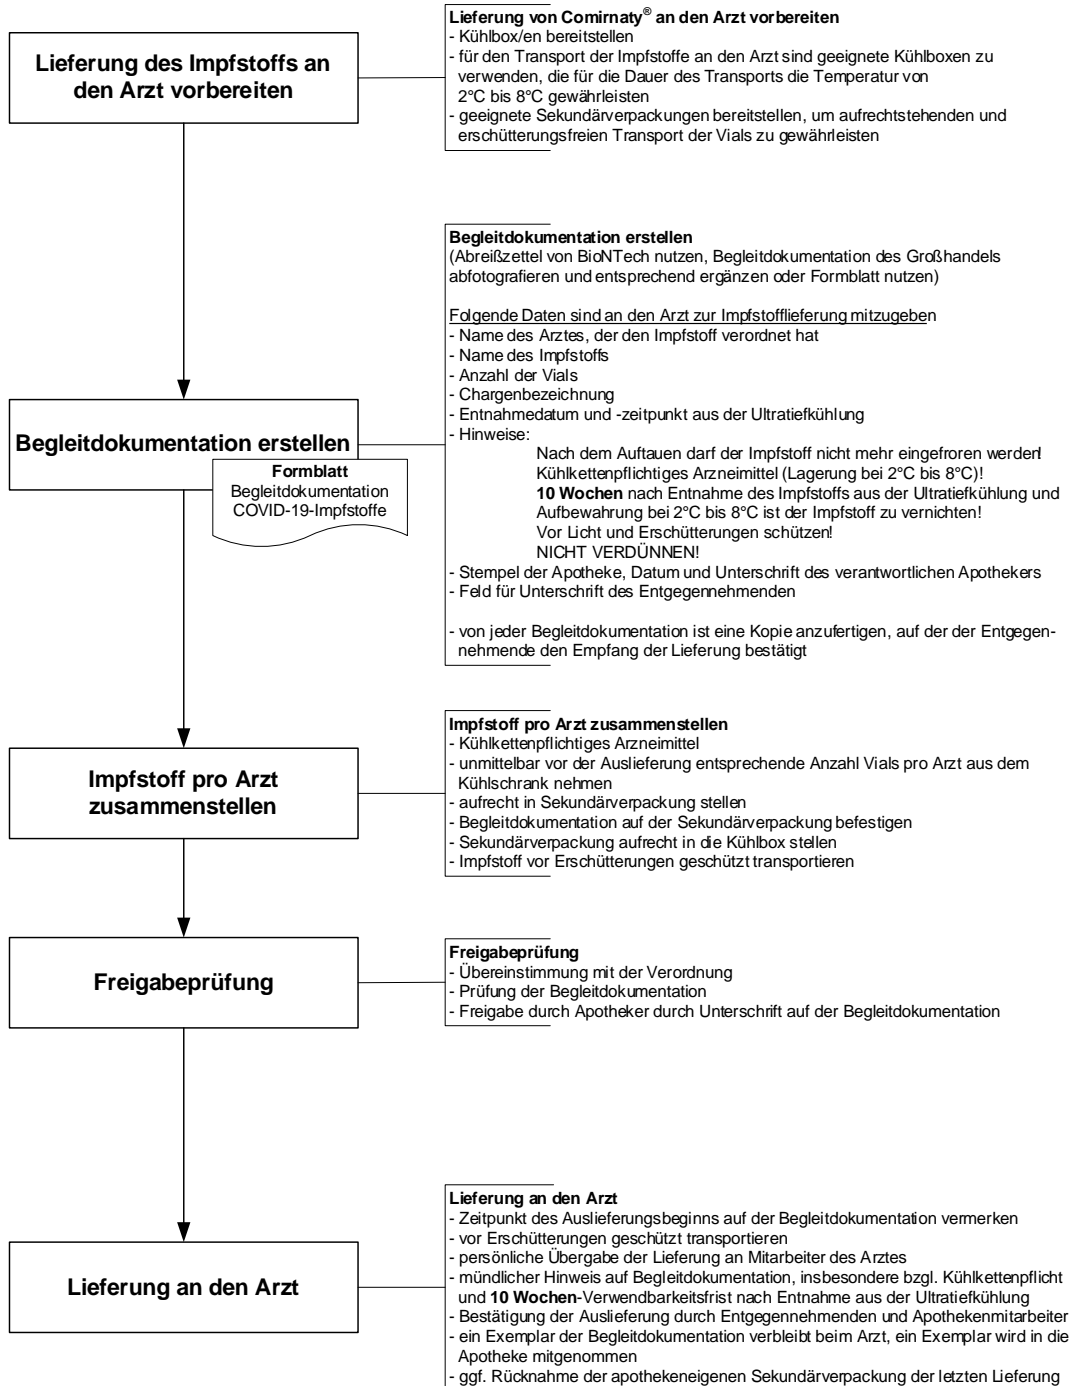 Lieferung des Impfstoffs an
den Arzt vorbereiten
Lieferung von Comirnaty® an den Arzt vorbereiten
- Kühlbox/en bereitstellen
- für den Transport der Impfstoffe an den Arzt sind geeignete Kühlboxen zu
verwenden, die für die Dauer des Transports die Temperatur von
2°C bis 8°C gewährleisten
- geeignete Sekundärverpackungen bereitstellen, um aufrechtstehenden und
erschütterungsfreien Transport der Vials zu gewährleisten
Begleitdokumentation erstellen
Formblatt
Begleitdokumentation
COVID-19-Impfstoffe
Begleitdokumentation erstellen
(Abreißzettel von BioNTech nutzen, Begleitdokumentation des Großhandels
abfotografieren und entsprechend ergänzen oder Formblatt nutzen)
Folgende Daten sind an den Arzt zur Impfstofflieferung mitzugeben
- Name des Arztes, der den Impfstoff verordnet hat
- Name des Impfstoffs
- Anzahl der Vials
- Chargenbezeichnung
- Entnahmedatum und -zeitpunkt aus der Ultratiefkühlung
- Hinweise:
Nach dem Auftauen darf der Impfstoff nicht mehr eingefroren werden!
Kühlkettenpflichtiges Arzneimittel (Lagerung bei 2°C bis 8°C)!
10 Wochen nach Entnahme des Impfstoffs aus der Ultratiefkühlung und
Aufbewahrung bei 2°C bis 8°C ist der Impfstoff zu vernichten!
Vor Licht und Erschütterungen schützen!
NICHT VERDÜNNEN!
- Stempel der Apotheke, Datum und Unterschrift des verantwortlichen Apothekers
- Feld für Unterschrift des Entgegennehmenden
- von jeder Begleitdokumentation ist eine Kopie anzufertigen, auf der der Entgegen-
nehmende den Empfang der Lieferung bestätigt
Impfstoff pro Arzt
zusammenstellen
Impfstoff pro Arzt zusammenstellen
- Kühlkettenpflichtiges Arzneimittel
- unmittelbar vor der Auslieferung entsprechende Anzahl Vials pro Arzt aus dem
Kühlschrank nehmen
- aufrecht in Sekundärverpackung stellen
- Begleitdokumentation auf der Sekundärverpackung befestigen
- Sekundärverpackung aufrecht in die Kühlbox stellen
- Impfstoff vor Erschütterungen geschützt transportieren
Freigabeprüfung
Freigabeprüfung
- Übereinstimmung mit der Verordnung
- Prüfung der Begleitdokumentation
- Freigabe durch Apotheker durch Unterschrift auf der Begleitdokumentation
Lieferung an den Arzt
Lieferung an den Arzt
- Zeitpunkt des Auslieferungsbeginns auf der Begleitdokumentation vermerken
- vor Erschütterungen geschützt transportieren
- persönliche Übergabe der Lieferung an Mitarbeiter des Arztes
- mündlicher Hinweis auf Begleitdokumentation, insbesondere bzgl. Kühlkettenpflicht
und 10 Wochen-Verwendbarkeitsfrist nach Entnahme aus der Ultratiefkühlung
- Bestätigung der Auslieferung durch Entgegennehmenden und Apothekenmitarbeiter
- ein Exemplar der Begleitdokumentation verbleibt beim Arzt, ein Exemplar wird in die
Apotheke mitgenommen
- ggf. Rücknahme der apothekeneigenen Sekundärverpackung der letzten Lieferung